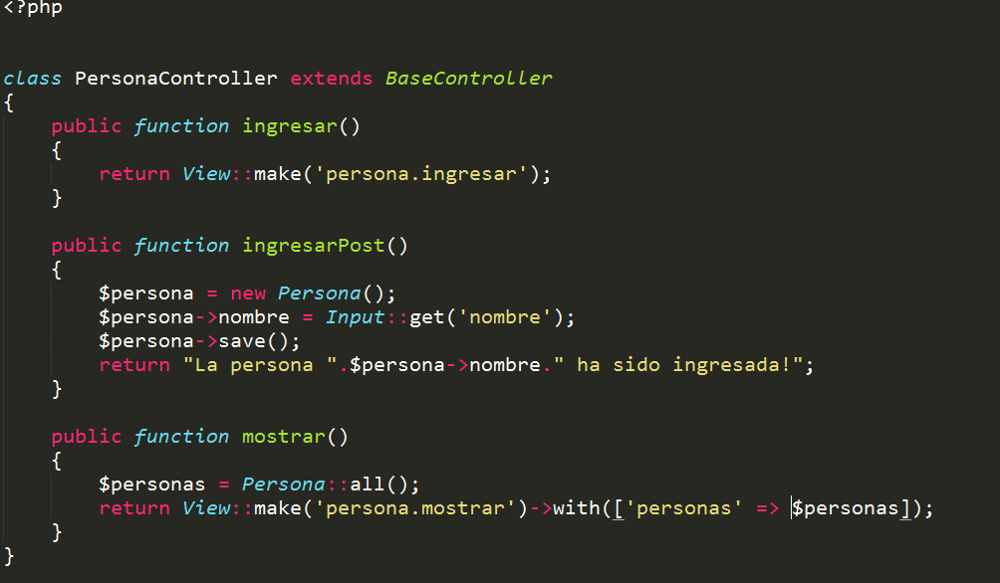 <?php
class PersonaController extends BaseController
{
    public function ingresar()
    {
        return View::make('persona.ingresar');
    }
    public function ingresarPost()
    {
        $persona = new Persona();
        $persona->nombre = Input::get('nombre');
        $persona->save();
        return "La persona ".$persona->nombre." ha sido ingresada!";
    }
    public function mostrar()
    {
        $personas = Persona::all();
        return View::make('persona.mostrar')->with(['personas' => $personas]);
    }
}